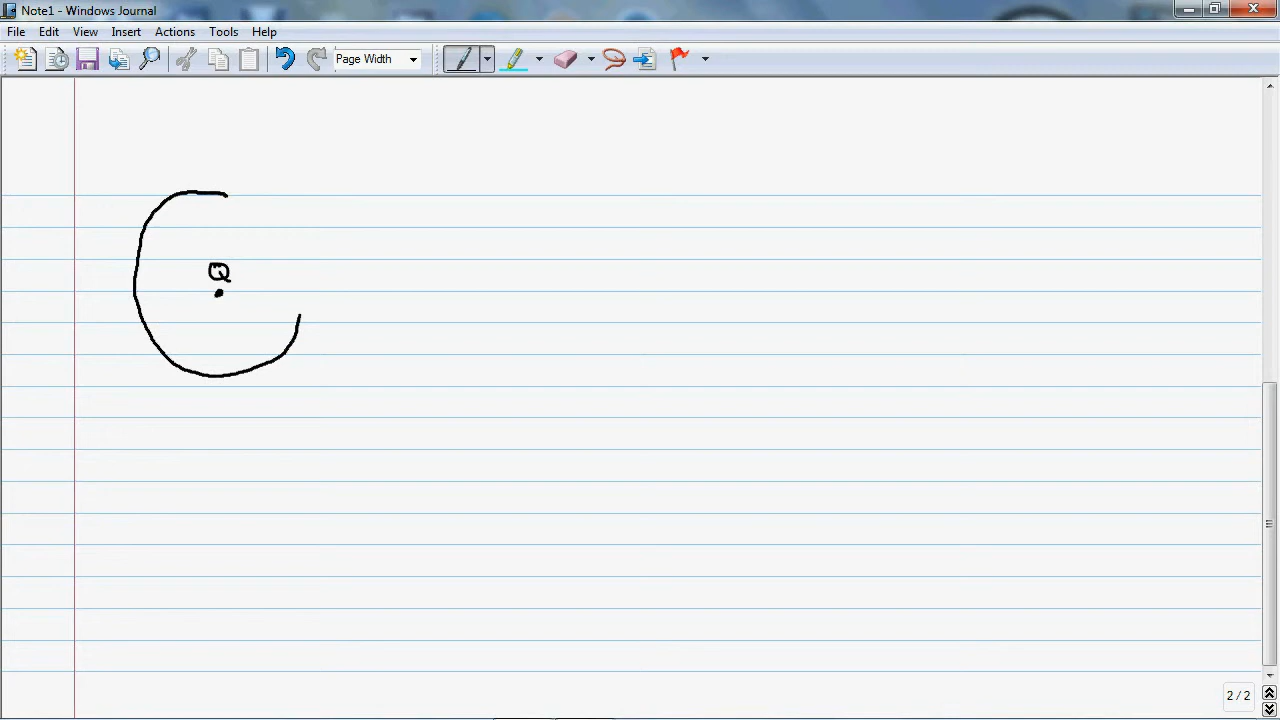 Note1 - Windows Journal
File Edit View Insert Actions Tools Help
Page Width
Q
2 / 2